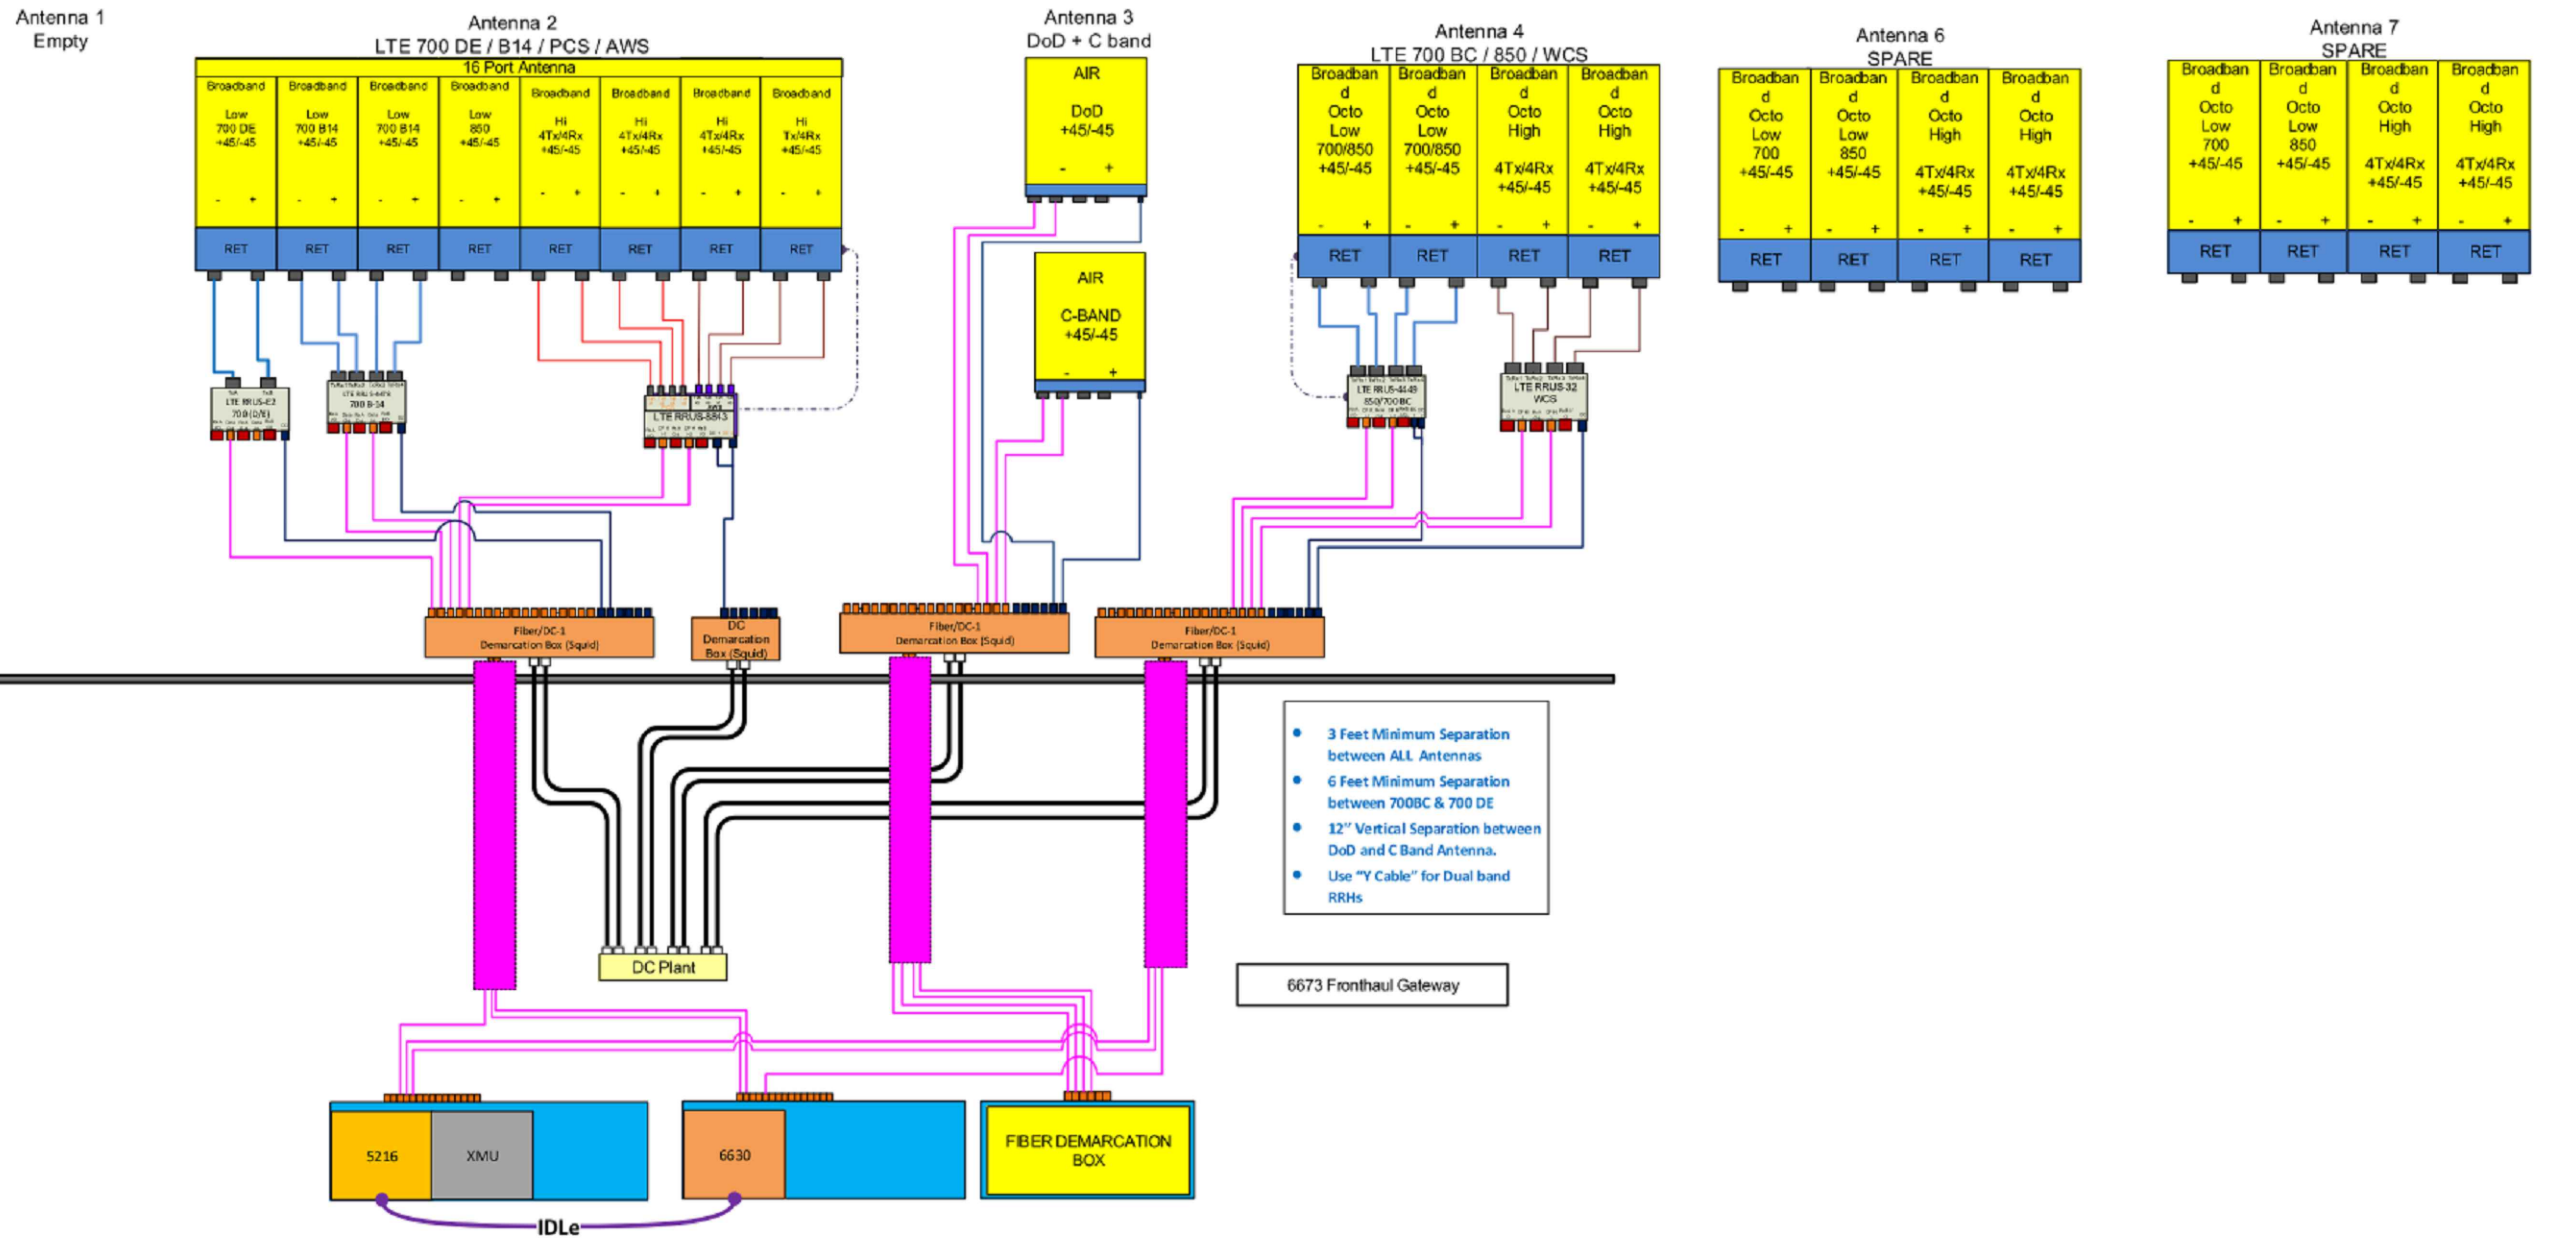 Antenna 1
Empty
Antenna 2
LTE 700 DE / B14 / PCS / AWS
16 Port Antenna
Broadband
Low
700 DE
+45/-45
- +
RET
Broadband
Low
700 B14
+45/-45
- +
RET
Broadband
Low
700 B14
+45/-45
- +
RET
Broadband
Low
850
+45/-45
- +
RET
Broadband
Hi
4Tx/4Rx
+45/-45
- +
RET
Broadband
Hi
4Tx/4Rx
+45/-45
- +
RET
Broadband
Hi
4Tx/4Rx
+45/-45
- +
RET
Broadband
Hi
Tx/4Rx
+45/-45
- +
RET
LTE RRUS-E2
700 (D/E)
700 B-14
LTE RRUS-8843
Antenna 3
DoD + C band
AIR
DoD
+45/-45
- +
AIR
C-BAND
+45/-45
- +
Antenna 4
LTE 700 BC / 850 / WCS
Broadban
d
Octo
Low
700/850
+45/-45
- +
RET
Broadban
d
Octo
Low
700/850
+45/-45
- +
RET
Broadban
d
Octo
High
4Tx/4Rx
+45/-45
- +
RET
Broadban
d
Octo
High
4Tx/4Rx
+45/-45
- +
RET
LTE RRUS-4449
850/700 BC
LTE RRUS-32
WCS
Antenna 6
SPARE
Broadban
d
Octo
Low
700
+45/-45
- +
RET
Broadban
d
Octo
Low
850
+45/-45
- +
RET
Broadban
d
Octo
High
4Tx/4Rx
+45/-45
- +
RET
Broadban
d
Octo
High
4Tx/4Rx
+45/-45
- +
RET
Antenna 7
SPARE
Broadban
d
Octo
Low
700
+45/-45
- +
RET
Broadban
d
Octo
Low
850
+45/-45
- +
RET
Broadban
d
Octo
High
4Tx/4Rx
+45/-45
- +
RET
Broadban
d
Octo
High
4Tx/4Rx
+45/-45
- +
RET
Fiber/DC-1
Demarcation Box (Squid)
DC
Demarcation
Box (Squid)
Fiber/DC-1
Demarcation Box (Squid)
Fiber/DC-1
Demarcation Box (Squid)
• 3 Feet Minimum Separation
between ALL Antennas
• 6 Feet Minimum Separation
between 700BC & 700 DE
• 12” Vertical Separation between
DoD and C Band Antenna.
• Use “Y Cable” for Dual band
RRHs
DC Plant
6673 Fronthaul Gateway
5216
XMU
6630
FIBER DEMARCATION
BOX
IDLe